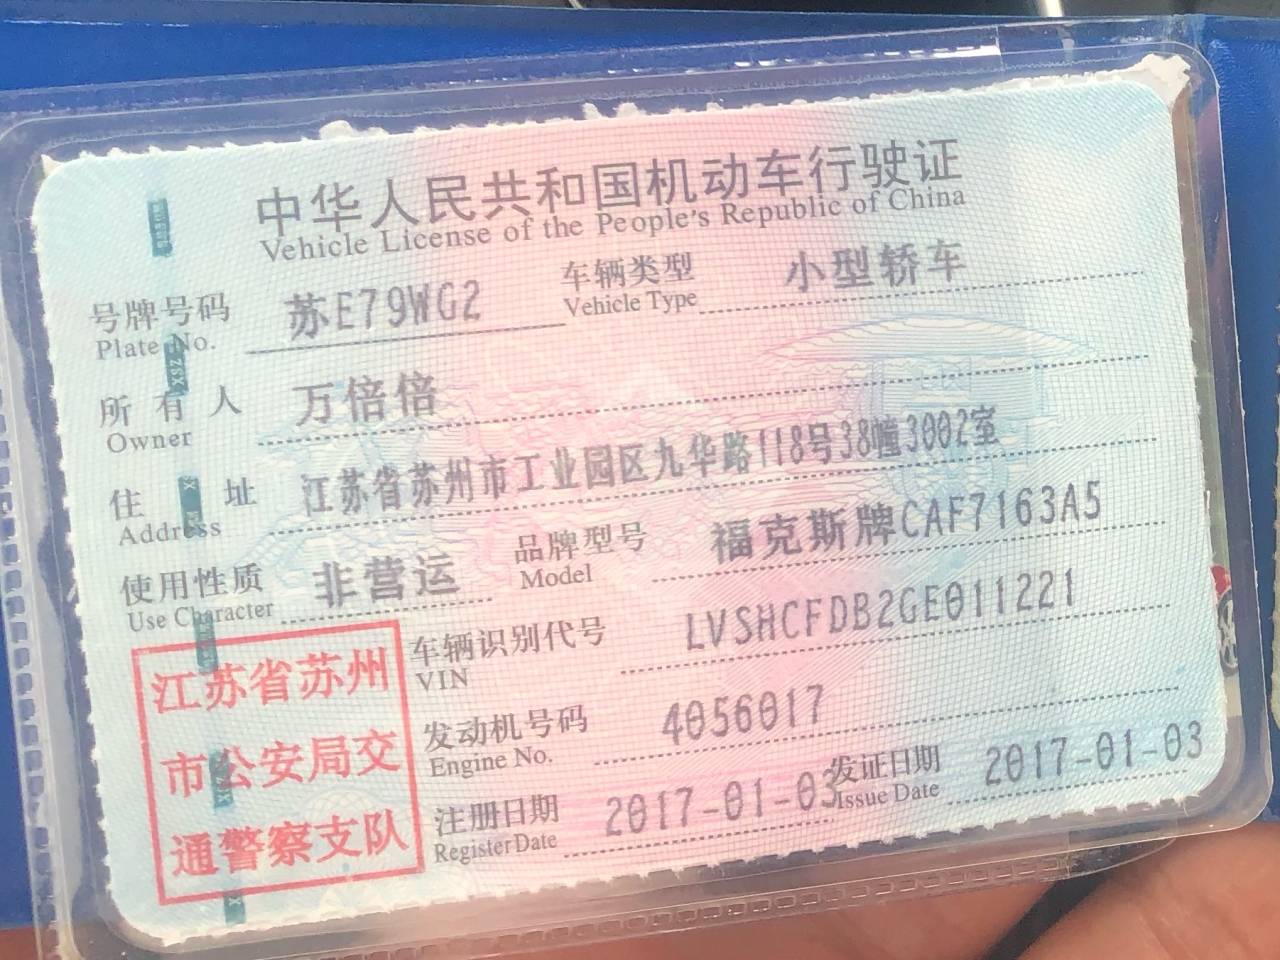 中华人民共和国机动车行驶证
Vehicle License of the People's Republic of China
号牌号码 苏E79WG2 车辆类型 小型轿车
Plate No. Vehicle Type
所有人 万倍倍
Owner
住址 江苏省苏州市工业园区九华路118号38幢3002室
Address
使用性质 非营运 品牌型号 福克斯牌CAF7163A5
Use Character Model
车辆识别代号 LVSHCFDB2GE011221
VIN
发动机号码 4056017
Engine No.
注册日期 2017-01-03 发证日期 2017-01-03
Register Date Issue Date
江苏省苏州
市公安局交
通警察支队